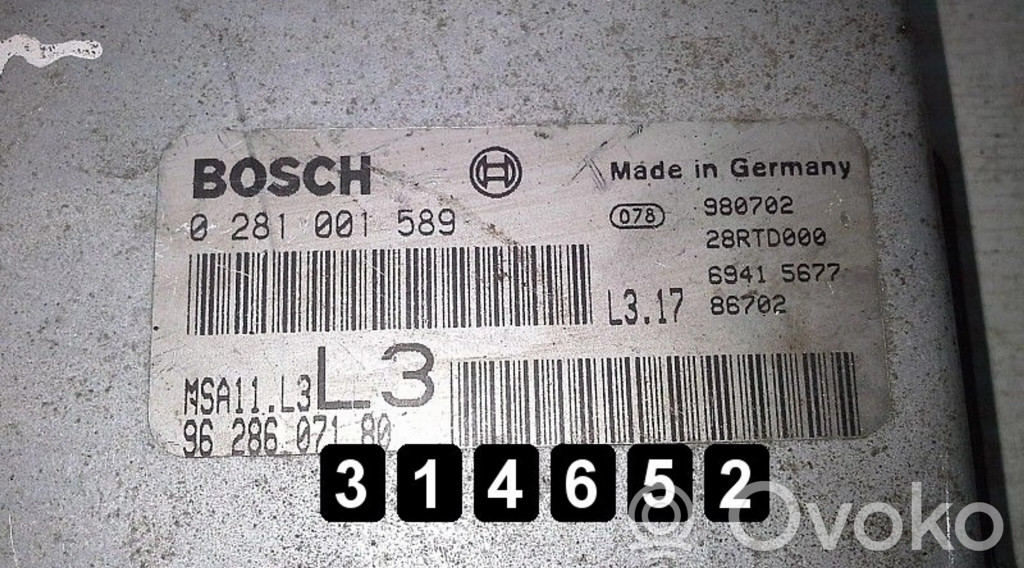 BOSCH
Made in Germany
0 281 001 589
078 980702
28RTD000
6941 5677
L3.17 86702
MSA11.L3 L3
96 286 071 80
314652
Ovoko